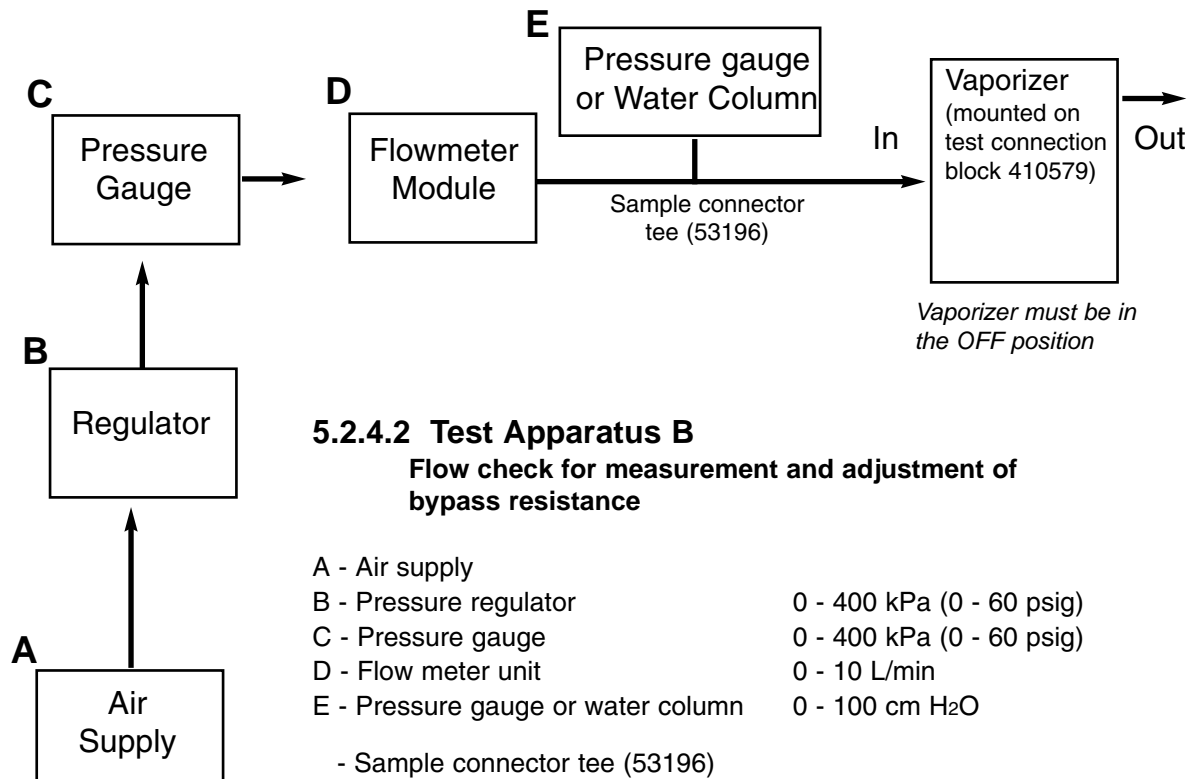 E
Pressure gauge
or Water Column
C
Pressure
Gauge
D
Flowmeter
Module
In
Vaporizer
(mounted on
test connection
block 410579)
Out
Sample connector
tee (53196)
Vaporizer must be in
the OFF position
B
Regulator
5.2.4.2 Test Apparatus B
Flow check for measurement and adjustment of
bypass resistance
A - Air supply
B - Pressure regulator 0 - 400 kPa (0 - 60 psig)
C - Pressure gauge 0 - 400 kPa (0 - 60 psig)
D - Flow meter unit 0 - 10 L/min
E - Pressure gauge or water column 0 - 100 cm H2O
- Sample connector tee (53196)
A
Air
Supply